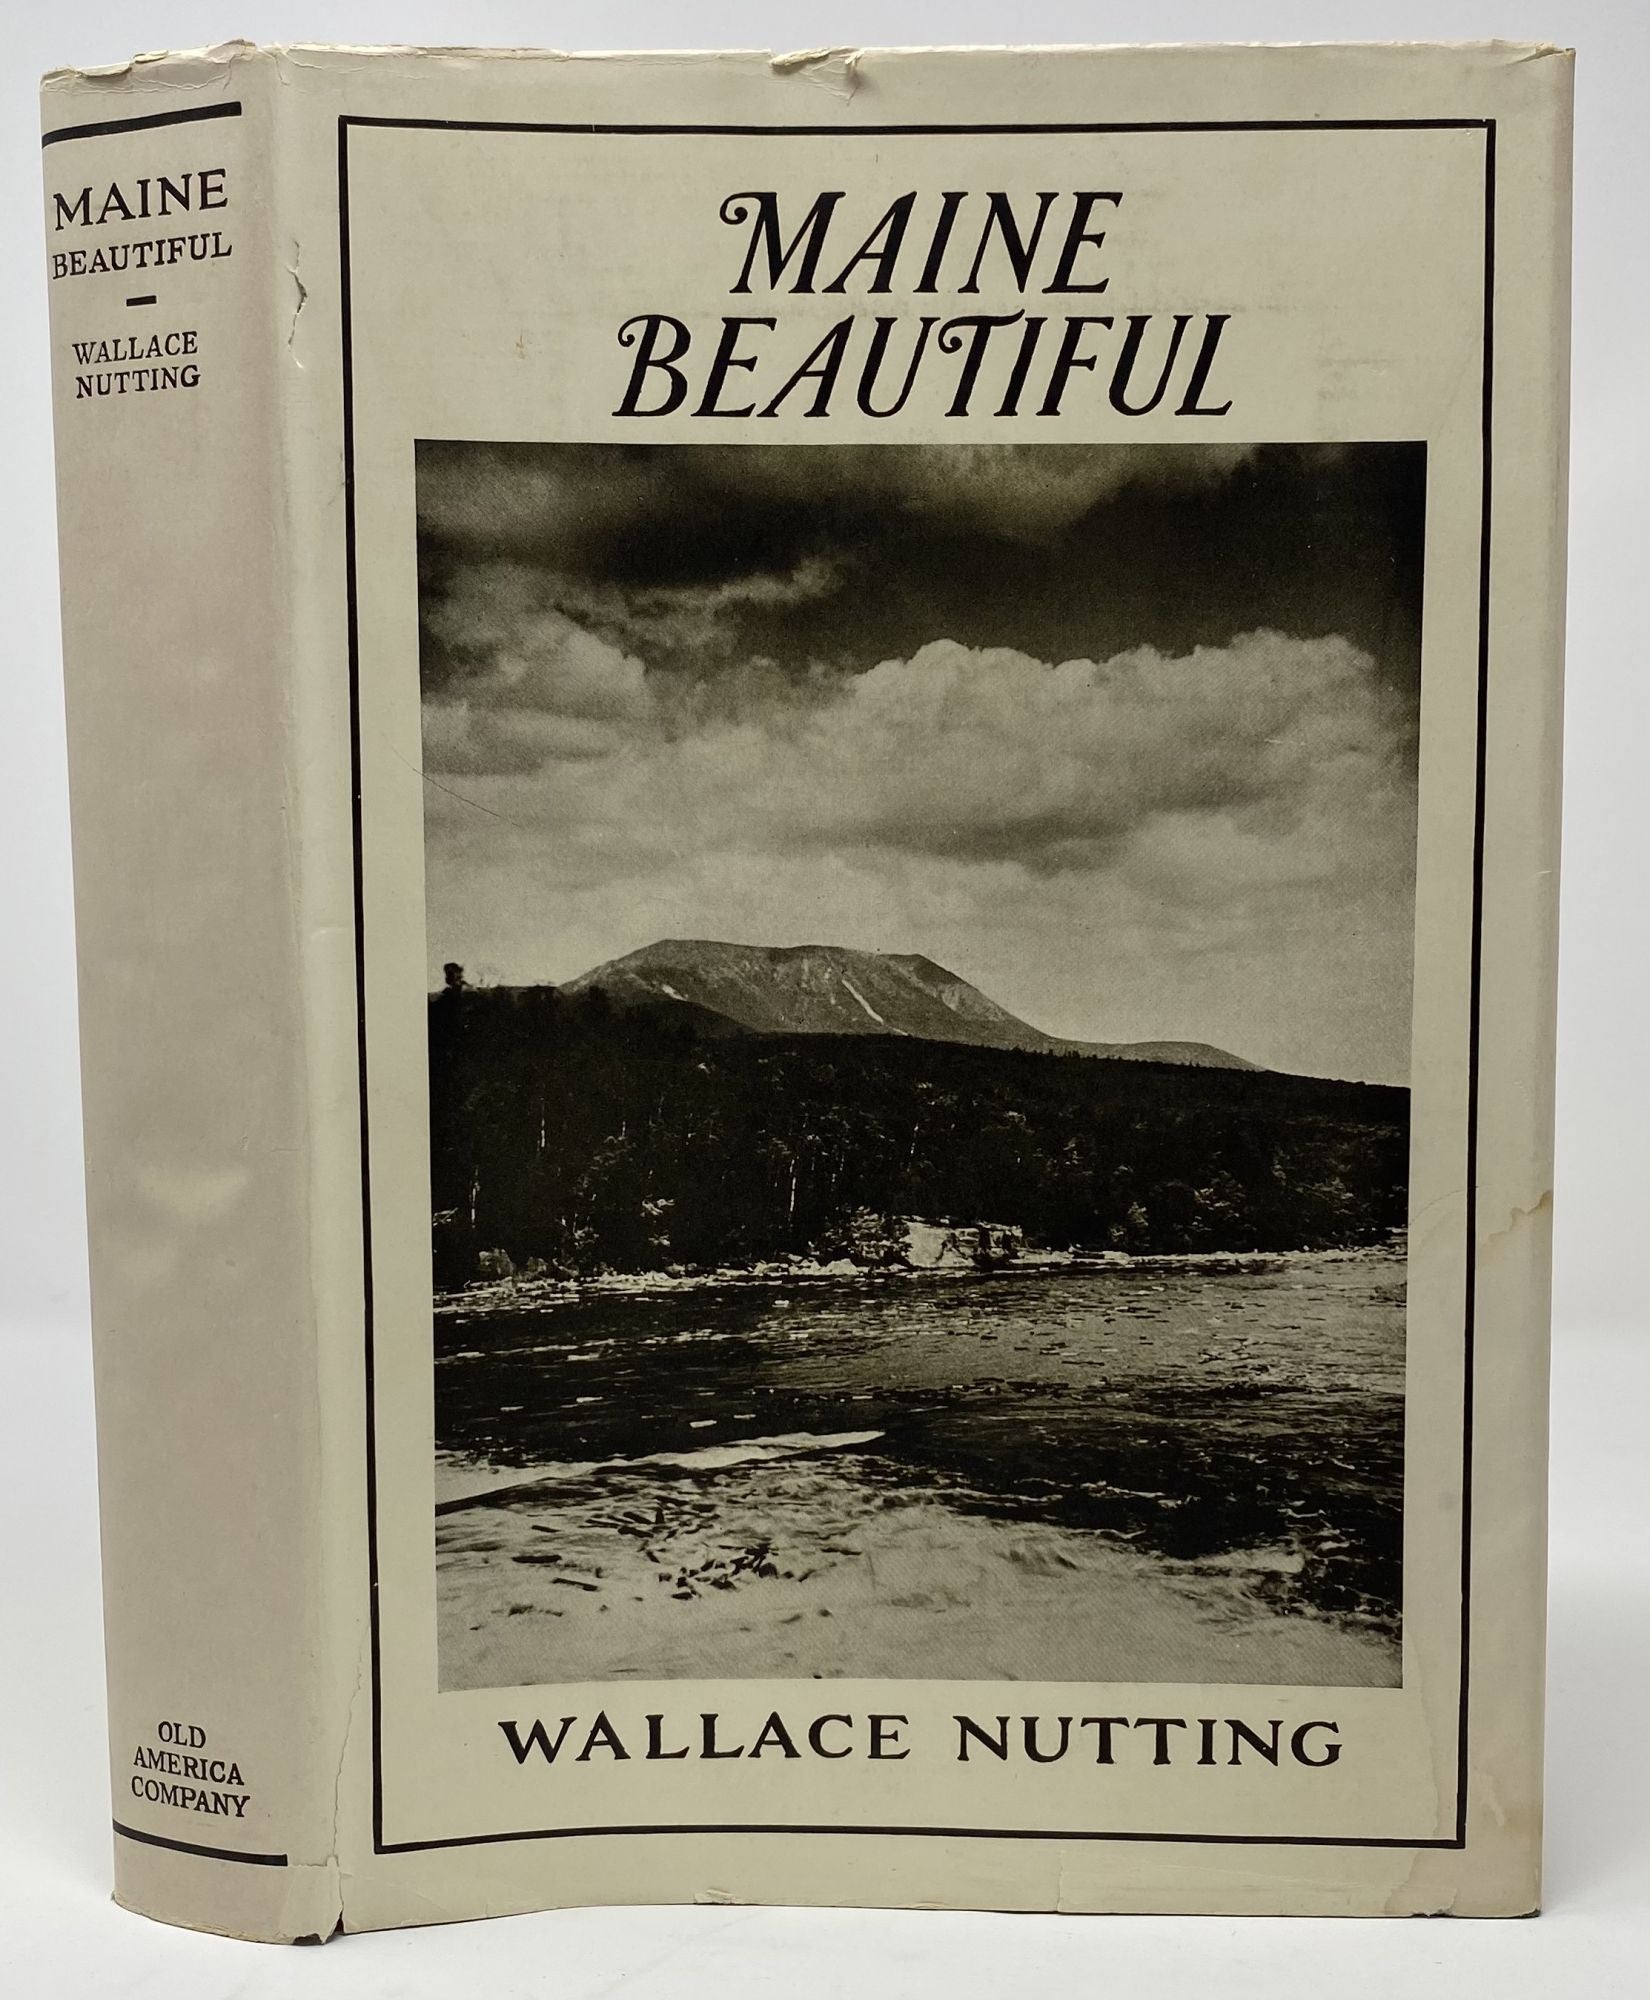 MAINE
BEAUTIFUL
WALLACE
NUTTING
OLD
AMERICA
COMPANY
MAINE
BEAUTIFUL
WALLACE NUTTING